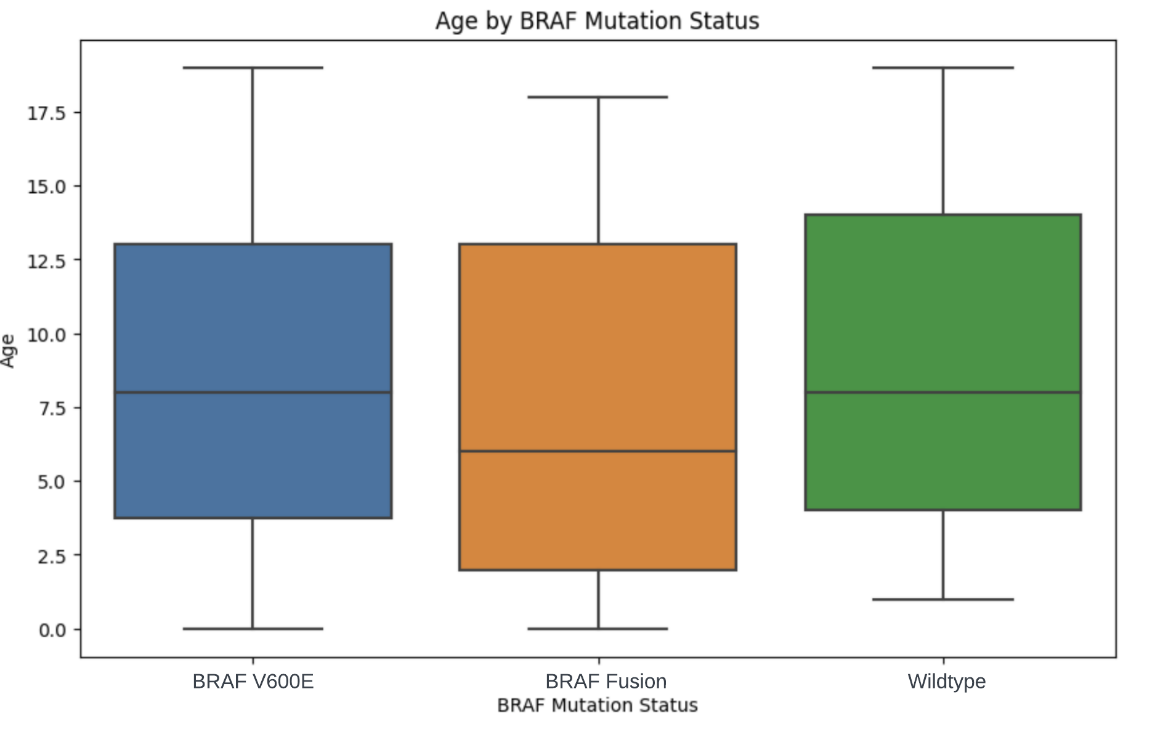 Age by BRAF Mutation Status
17.5
15.0
12.5
10.0
7.5
5.0
2.5
0.0
Age
BRAF V600E
BRAF Fusion
Wildtype
BRAF Mutation Status